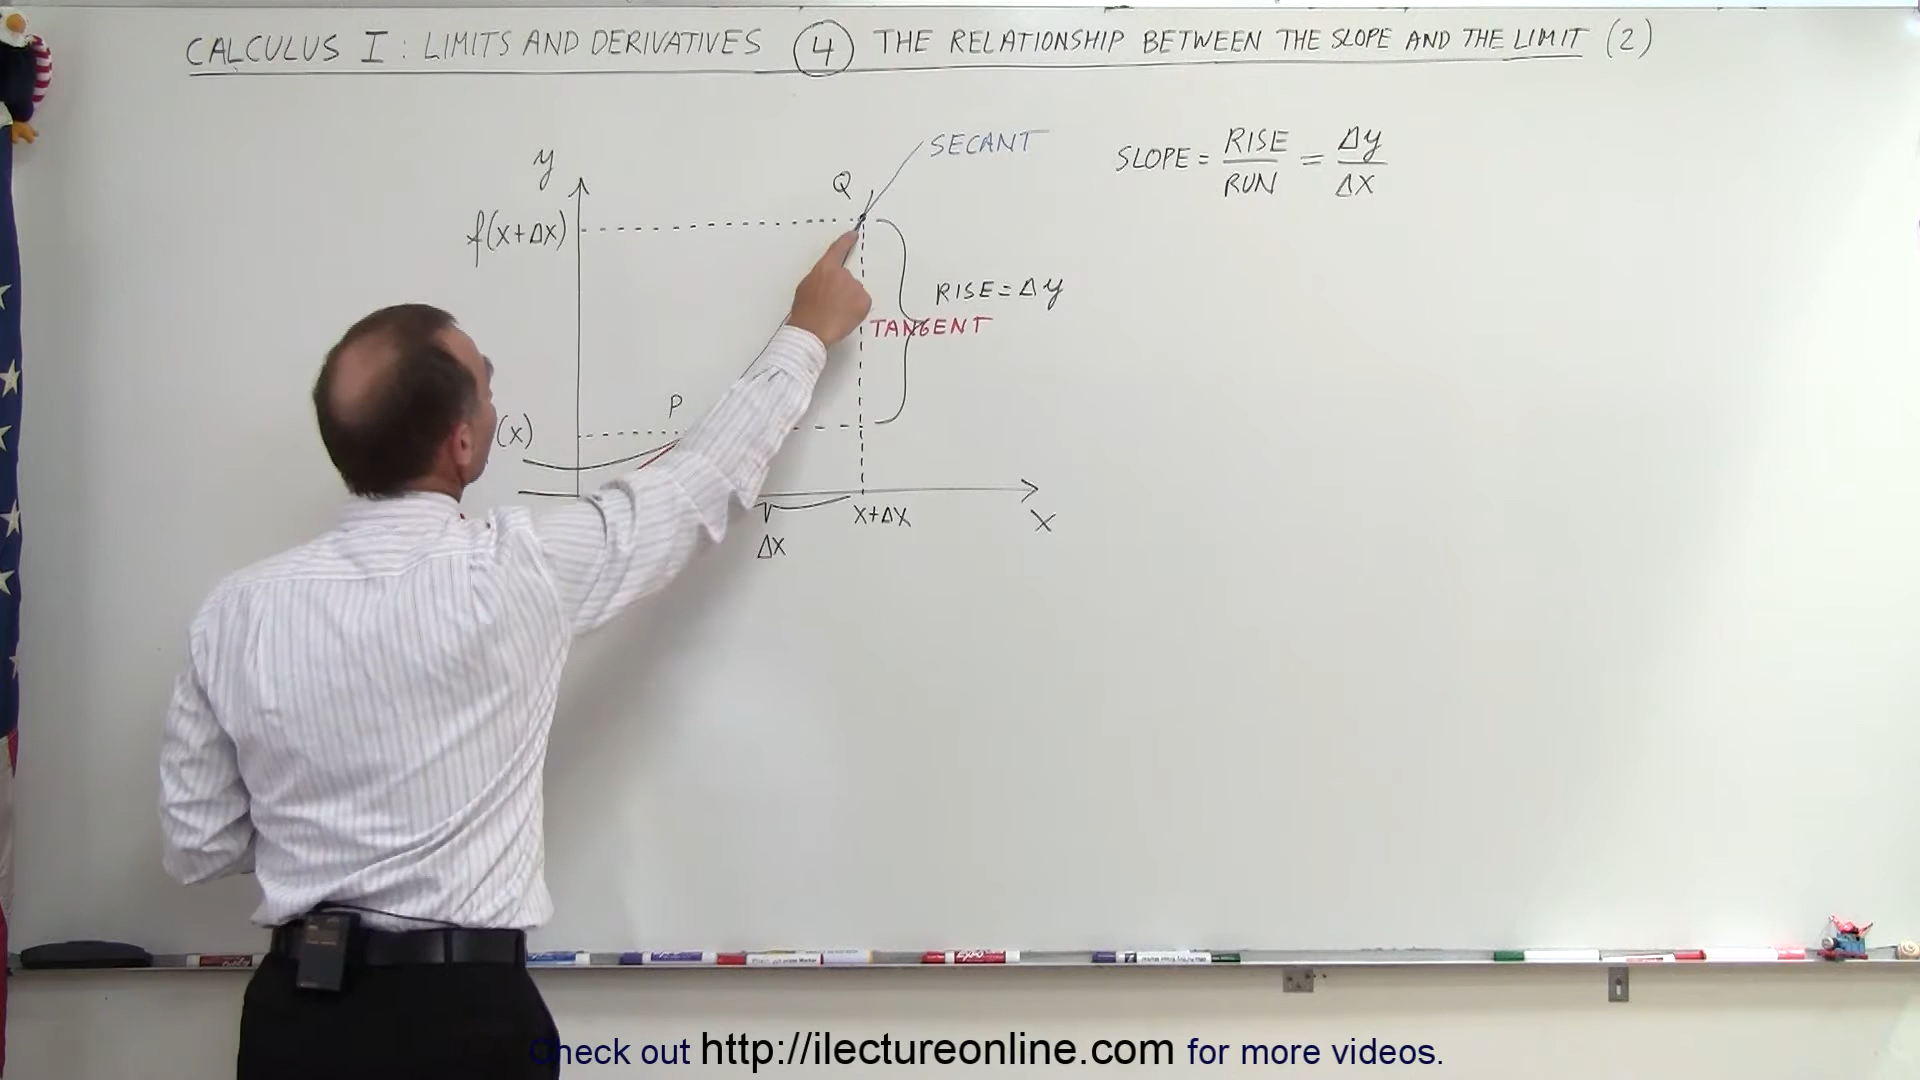 CALCULUS I : LIMITS AND DERIVATIVES (4) THE RELATIONSHIP BETWEEN THE SLOPE AND THE LIMIT (2)
SECANT
SLOPE = RISE / RUN = Δy / Δx
y
Q
f(x+Δx)
RISE = Δy
TANGENT
P
(x)
x+Δx
x
Δx
EXPO
Check out http://ilectureonline.com for more videos.